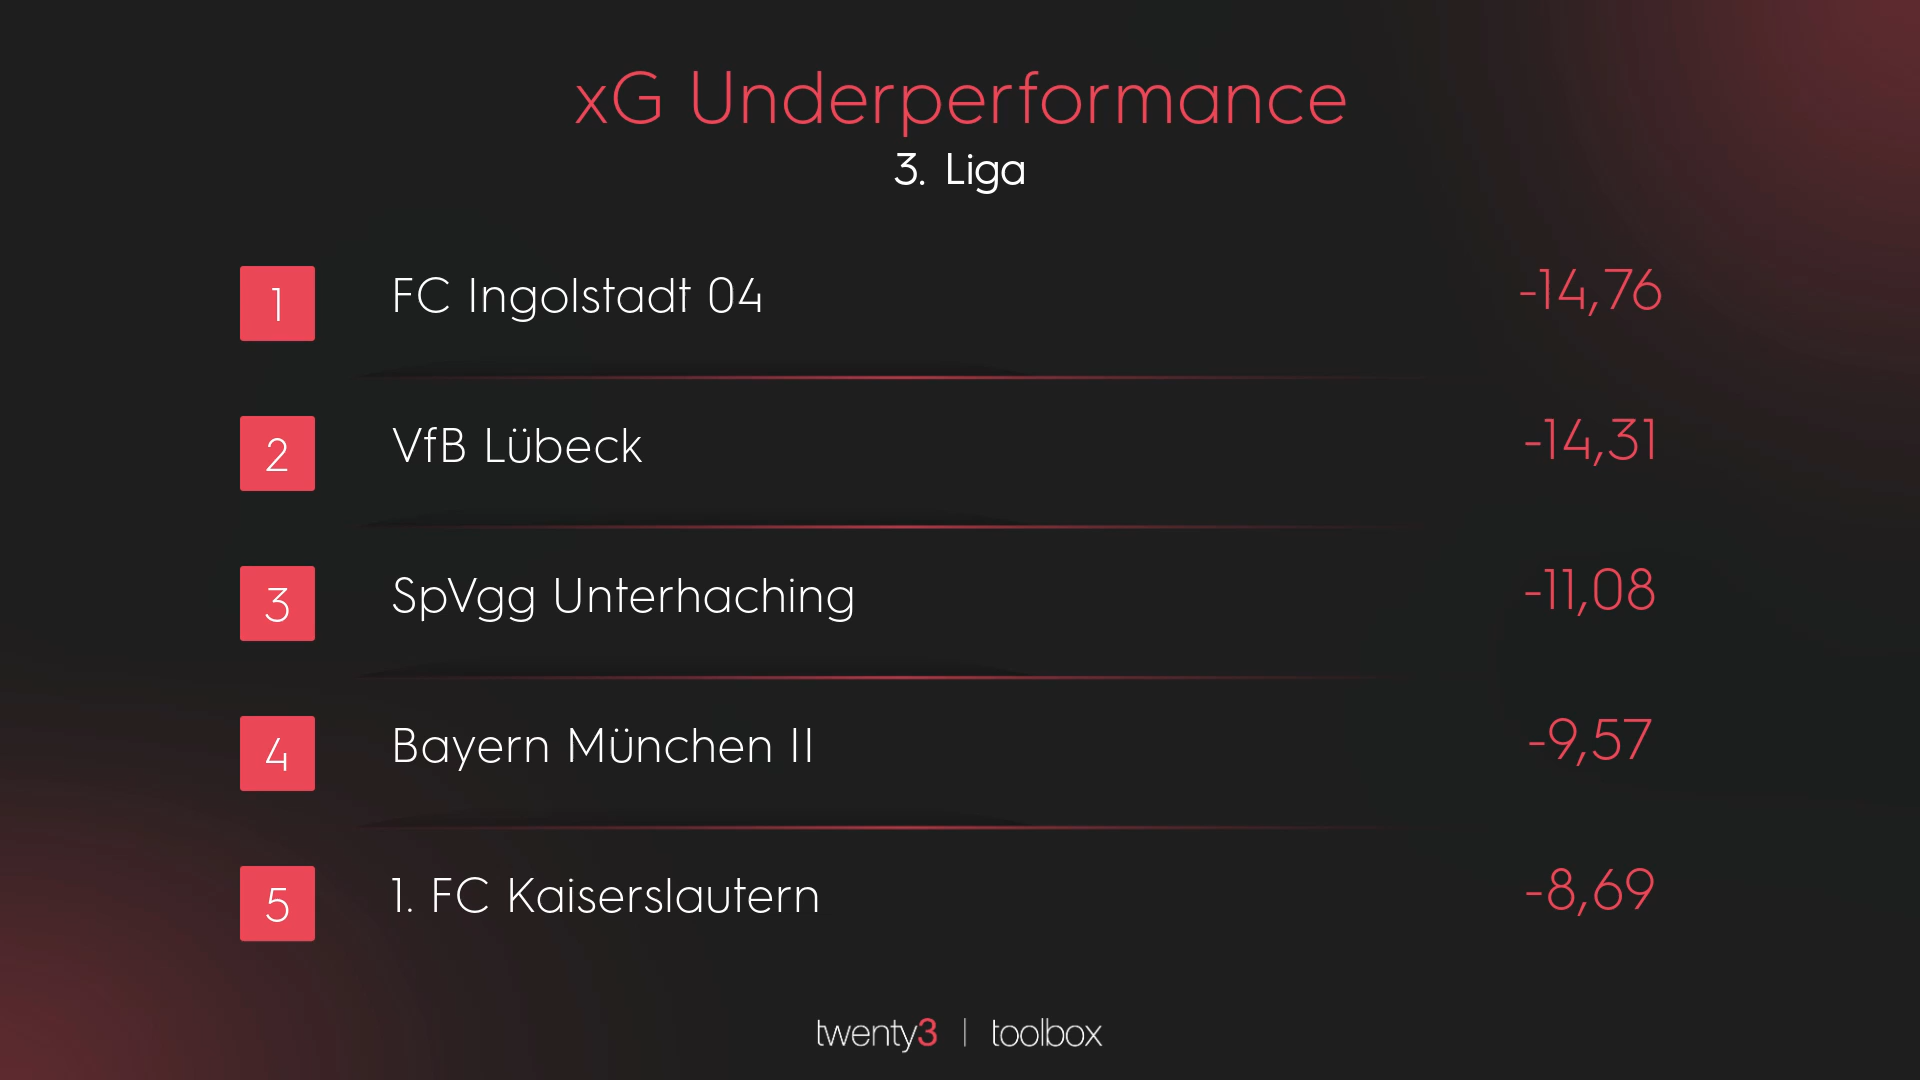 xG Underperformance
3. Liga
1 FC Ingolstadt 04 -14,76
2 VfB Lübeck -14,31
3 SpVgg Unterhaching -11,08
4 Bayern München II -9,57
5 1. FC Kaiserslautern -8,69
twenty3 | toolbox